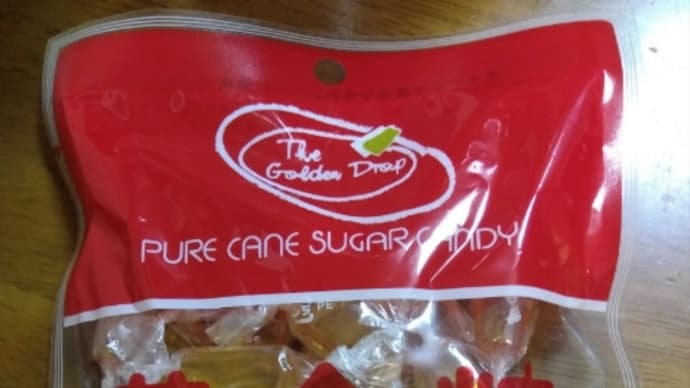 The
Golden Drop
PURE CANE SUGAR CANDY